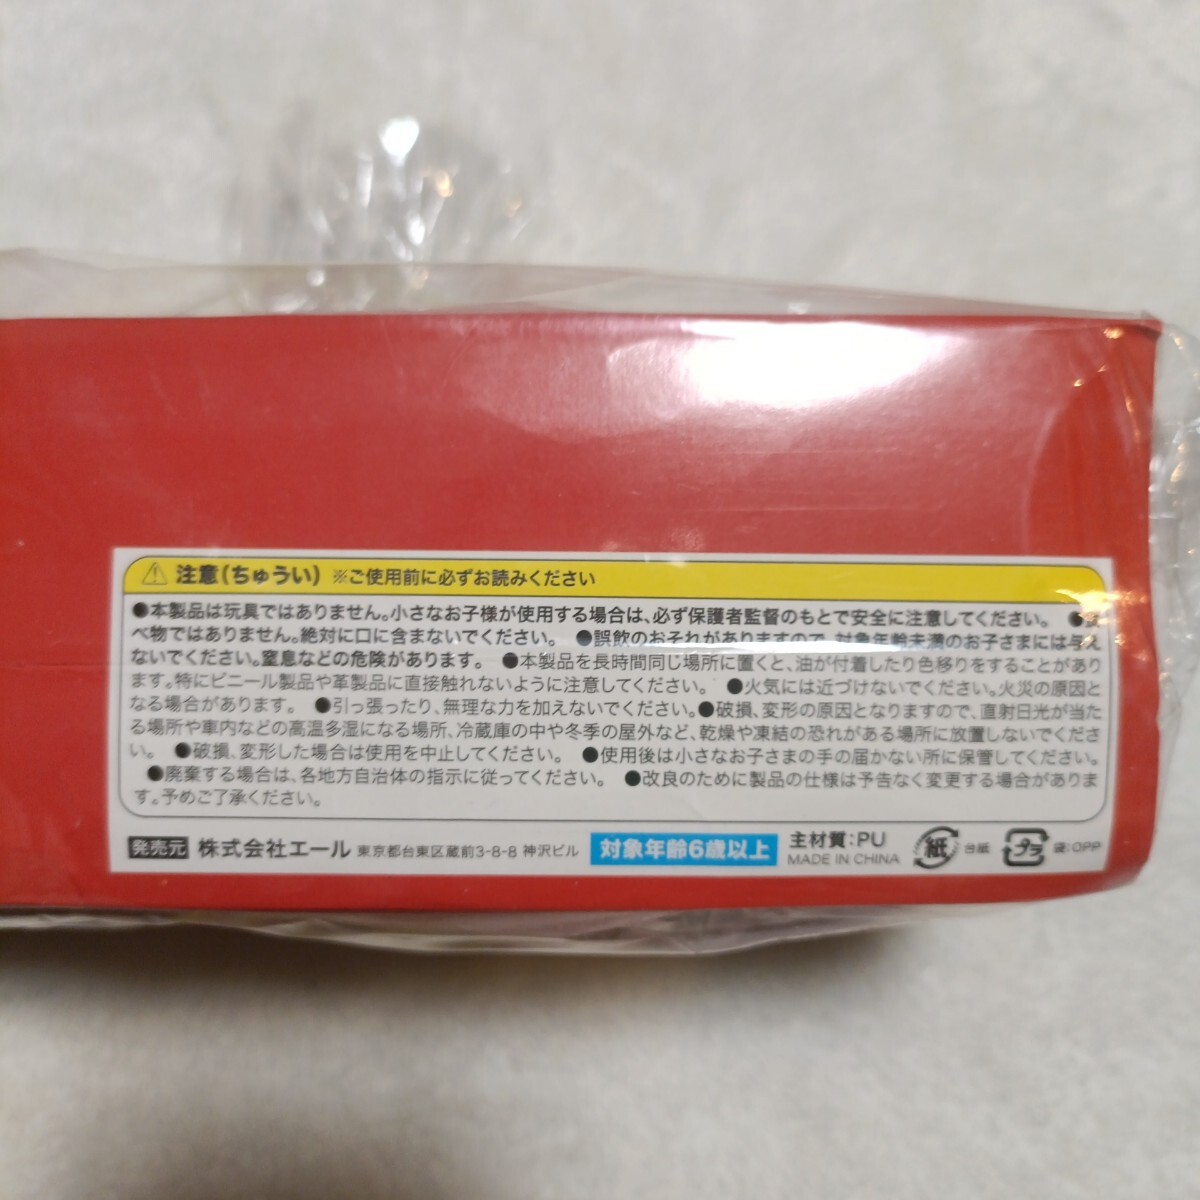 注意(ちゅうい) ※ご使用前に必ずお読みください
●本製品は玩具ではありません。小さなお子様が使用する場合は、必ず保護者監督のもとで安全に注意してください。 ●食
べ物ではありません。絶対に口に含まないでください。 ●誤飲のおそれがありますので、対象年齢未満のお子さまには与え
ないでください。窒息などの危険があります。 ●本製品を長時間同じ場所に置くと、油が付着したり色移りをすることがあり
ます。特にビニール製品や革製品に直接触れないように注意してください。 ●火気には近づけないでください。火災の原因と
なる場合があります。 ●引っ張ったり、無理な力を加えないでください。●破損、変形の原因となりますので、直射日光が当た
る場所や車内などの高温多湿になる場所、冷蔵庫の中や冬季の屋外など、乾燥や凍結の恐れがある場所に放置しないでくださ
い。 ●破損、変形した場合は使用を中止してください。 ●使用後は小さなお子さまの手の届かない所に保管してください。
●廃棄する場合は、各地方自治体の指示に従ってください。 ●改良のために製品の仕様は予告なく変更する場合がありま
す。予めご了承ください。
発売元 株式会社エール 東京都台東区蔵前3-8-8 神沢ビル
対象年齢6歳以上
主材質:PU
MADE IN CHINA
紙 台紙
プラ 袋:OPP